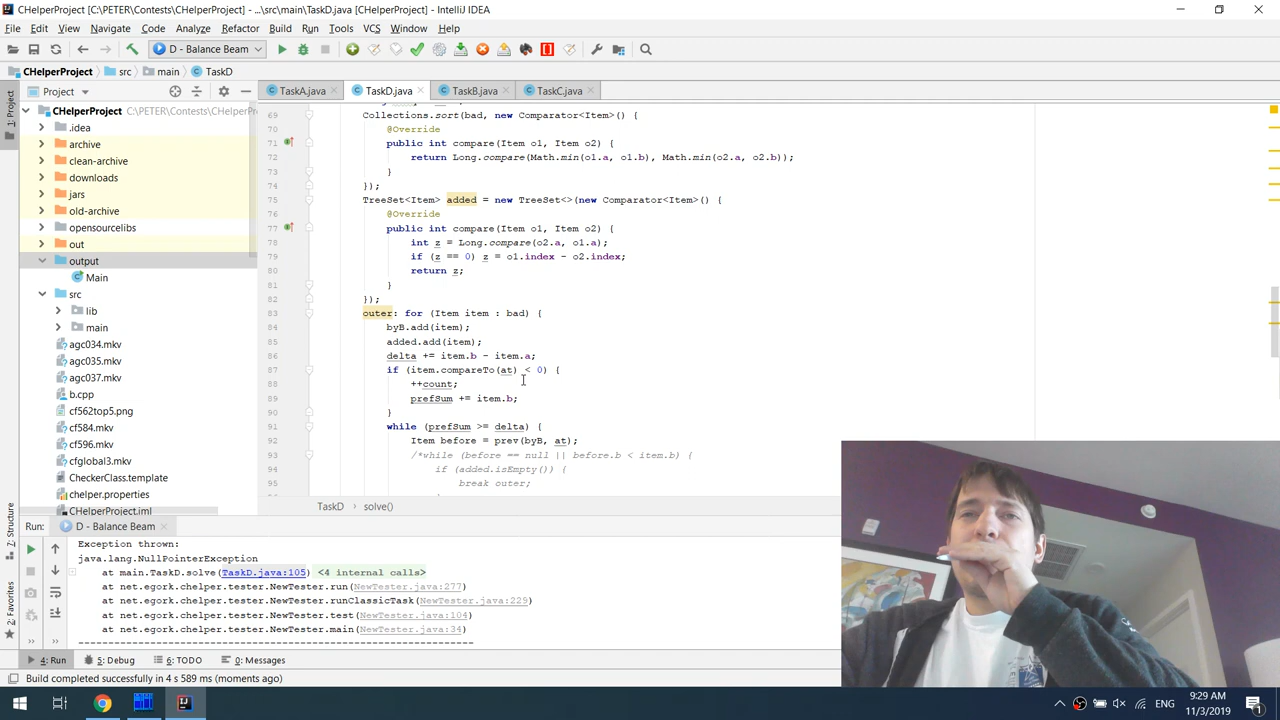 CHelperProject [C:\PETER\Contests\CHelperProject] - ...\src\main\TaskD.java [CHelperProject] - IntelliJ IDEA
File Edit View Navigate Code Analyze Refactor Build Run Tools VCS Window Help
D - Balance Beam
CHelperProject src main TaskD
Project
TaskA.java TaskD.java TaskB.java TaskC.java
1: Project
CHelperProject C:\PETER\Contests\CHelperPr
.idea
archive
clean-archive
downloads
jars
old-archive
opensourcelibs
out
output
Main
src
lib
main
agc034.mkv
agc035.mkv
agc037.mkv
b.cpp
cf562top5.png
cf584.mkv
cf596.mkv
cfglobal3.mkv
CheckerClass.template
chelper.properties
CHelperProject.iml
69 Collections.sort(bad, new Comparator<Item>() {
70 @Override
71 public int compare(Item o1, Item o2) {
72 return Long.compare(Math.min(o1.a, o1.b), Math.min(o2.a, o2.b));
73 }
74 });
75 TreeSet<Item> added = new TreeSet<>(new Comparator<Item>() {
76 @Override
77 public int compare(Item o1, Item o2) {
78 int z = Long.compare(o2.a, o1.a);
79 if (z == 0) z = o1.index - o2.index;
80 return z;
81 }
82 });
83 outer: for (Item item : bad) {
84 byB.add(item);
85 added.add(item);
86 delta += item.b - item.a;
87 if (item.compareTo(at) < 0) {
88 ++count;
89 prefSum += item.b;
90 }
91 while (prefSum >= delta) {
92 Item before = prev(byB, at);
93 /*while (before == null || before.b < item.b) {
94 if (added.isEmpty()) {
95 break outer;
TaskD solve()
Run: D - Balance Beam
Exception thrown:
java.lang.NullPointerException
at main.TaskD.solve(TaskD.java:105) <4 internal calls>
at net.egork.chelper.tester.NewTester.run(NewTester.java:277)
at net.egork.chelper.tester.NewTester.runClassicTask(NewTester.java:229)
at net.egork.chelper.tester.NewTester.test(NewTester.java:104)
at net.egork.chelper.tester.NewTester.main(NewTester.java:34)
----------------------------------------------------------------
7: Structure
2: Favorites
4: Run 5: Debug 6: TODO 0: Messages
Build completed successfully in 4 s 589 ms (moments ago)
ENG
9:29 AM
11/3/2019
1